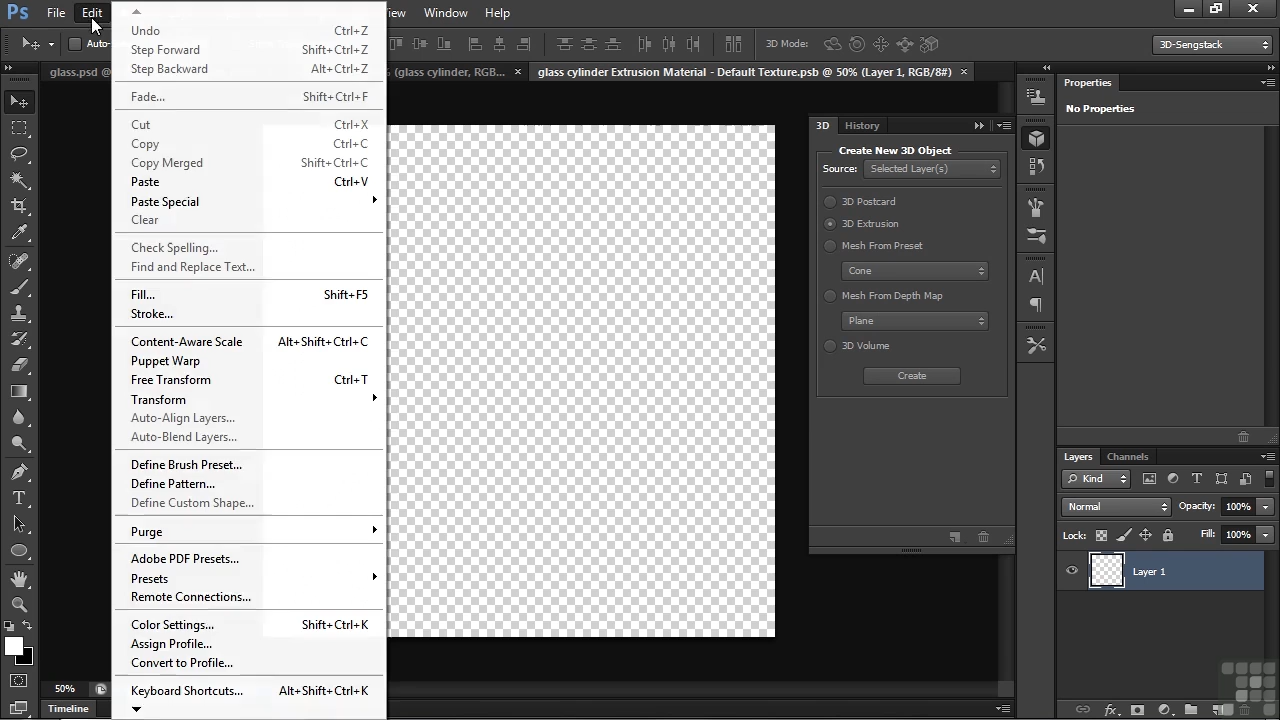 Ps File Edit View Window Help
Auto- 3D Mode: 3D-Sengstack
glass.psd @ (glass cylinder, RGB... × glass cylinder Extrusion Material - Default Texture.psb @ 50% (Layer 1, RGB/8#) ×
Undo Ctrl+Z
Step Forward Shift+Ctrl+Z
Step Backward Alt+Ctrl+Z
Fade... Shift+Ctrl+F
Cut Ctrl+X
Copy Ctrl+C
Copy Merged Shift+Ctrl+C
Paste Ctrl+V
Paste Special
Clear
Check Spelling...
Find and Replace Text...
Fill... Shift+F5
Stroke...
Content-Aware Scale Alt+Shift+Ctrl+C
Puppet Warp
Free Transform Ctrl+T
Transform
Auto-Align Layers...
Auto-Blend Layers...
Define Brush Preset...
Define Pattern...
Define Custom Shape...
Purge
Adobe PDF Presets...
Presets
Remote Connections...
Color Settings... Shift+Ctrl+K
Assign Profile...
Convert to Profile...
Keyboard Shortcuts... Alt+Shift+Ctrl+K
3D History
Create New 3D Object
Source: Selected Layer(s)
3D Postcard
3D Extrusion
Mesh From Preset
Cone
Mesh From Depth Map
Plane
3D Volume
Create
Properties
No Properties
Layers Channels
Kind
Normal Opacity: 100%
Lock: Fill: 100%
Layer 1
50%
Timeline